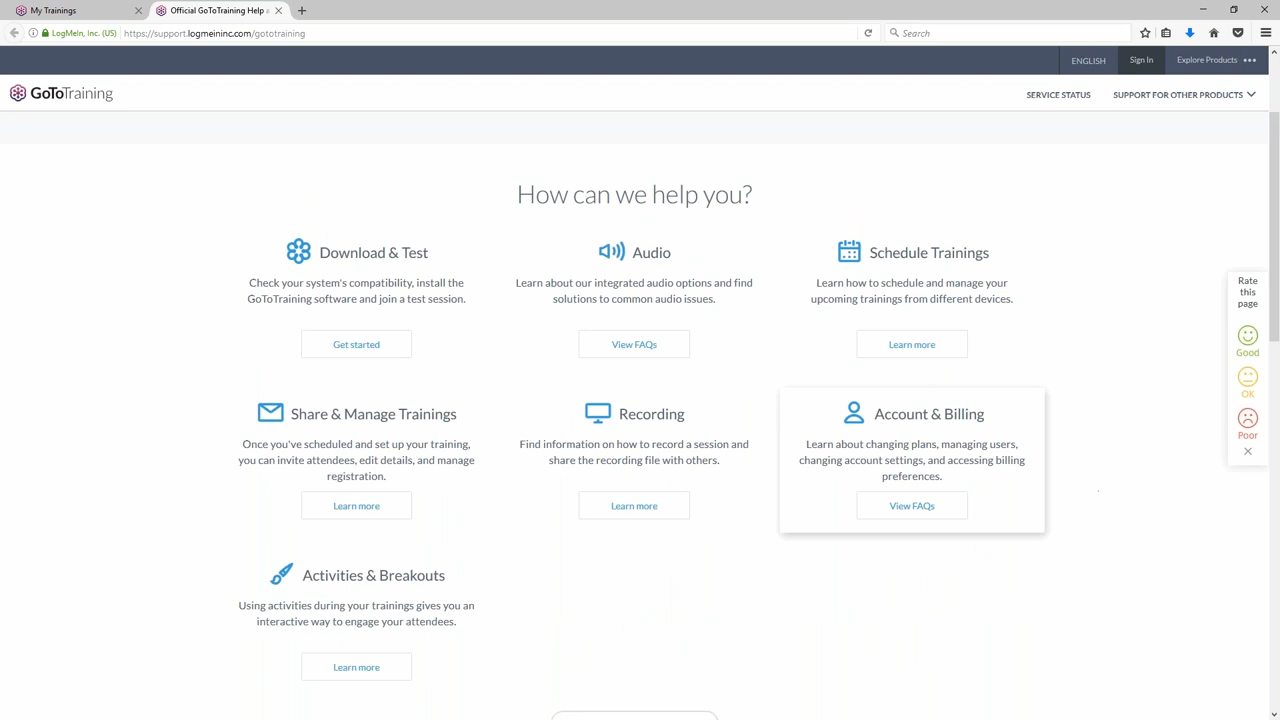 My Trainings
Official GoToTraining Help a
LogMeIn, Inc. (US)
https://support.logmeininc.com/gototraining
Search
ENGLISH
Sign In
Explore Products
GoToTraining
SERVICE STATUS
SUPPORT FOR OTHER PRODUCTS
How can we help you?
Download & Test
Check your system's compatibility, install the
GoToTraining software and join a test session.
Get started
Audio
Learn about our integrated audio options and find
solutions to common audio issues.
View FAQs
Schedule Trainings
Learn how to schedule and manage your
upcoming trainings from different devices.
Learn more
Share & Manage Trainings
Once you've scheduled and set up your training,
you can invite attendees, edit details, and manage
registration.
Learn more
Recording
Find information on how to record a session and
share the recording file with others.
Learn more
Account & Billing
Learn about changing plans, managing users,
changing account settings, and accessing billing
preferences.
View FAQs
Activities & Breakouts
Using activities during your trainings gives you an
interactive way to engage your attendees.
Learn more
Rate
this
page
Good
OK
Poor